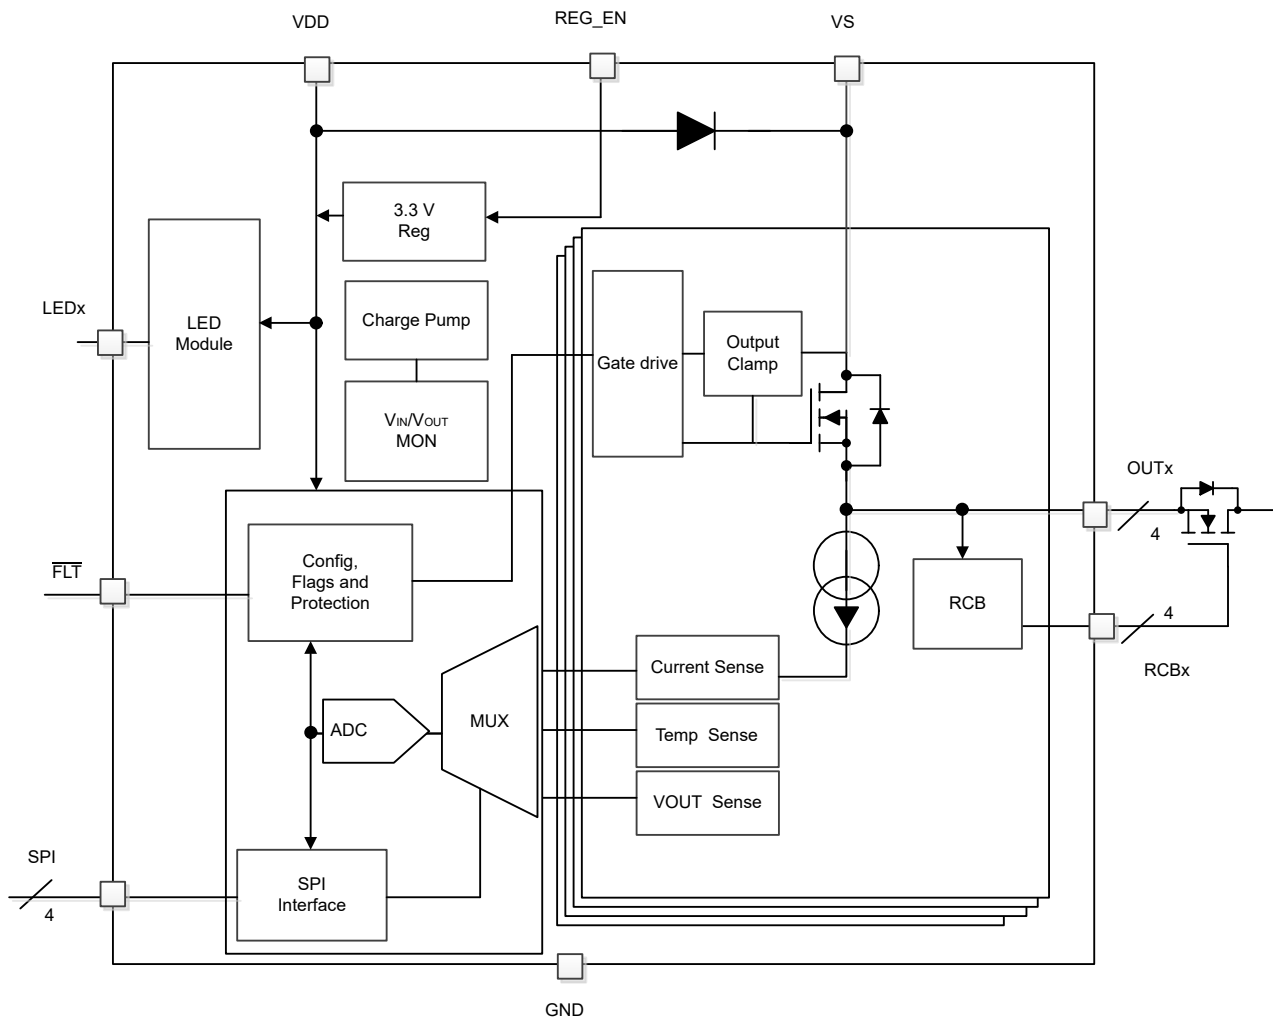 VDD
REG_EN
VS
3.3 V
Reg
LEDx
LED
Module
Charge Pump
VIN/VOUT
MON
Gate drive
Output
Clamp
OUTx
4
FLT
Config,
Flags and
Protection
RCB
4
RCBx
Current Sense
ADC
MUX
Temp Sense
VOUT Sense
SPI
4
SPI
Interface
GND